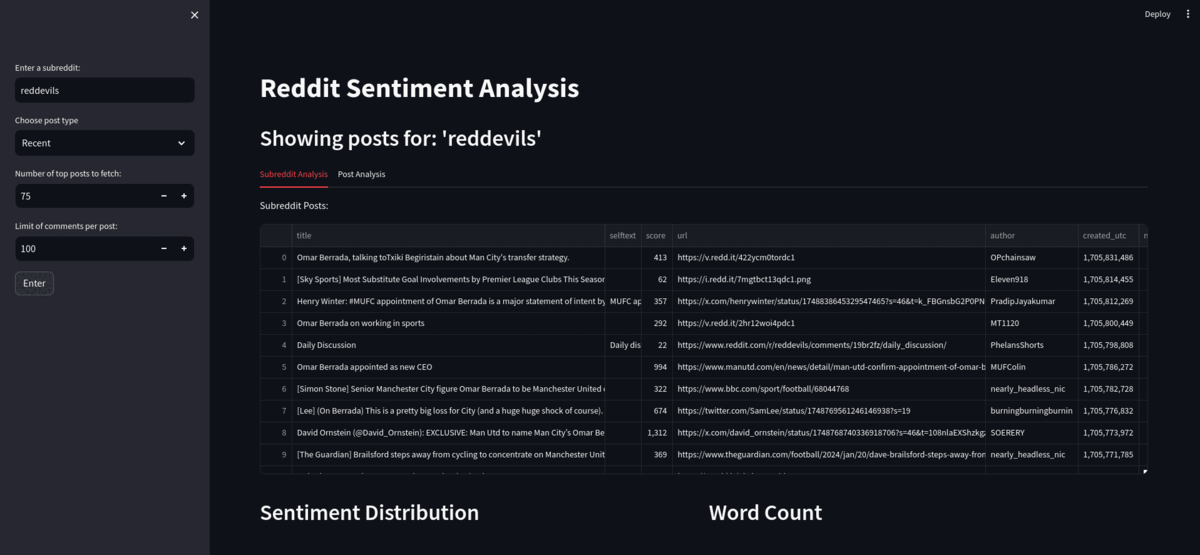 Deploy
Enter a subreddit:
reddevils
Choose post type
Recent
Number of top posts to fetch:
75
Limit of comments per post:
100
Enter
Reddit Sentiment Analysis
Showing posts for: 'reddevils'
Subreddit Analysis Post Analysis
Subreddit Posts:
title selftext score url author created_utc
0 Omar Berrada, talking toTxiki Begiristain about Man City's transfer strategy. 413 https://v.redd.it/422ycm0tordc1 OPchainsaw 1,705,831,486
1 [Sky Sports] Most Substitute Goal Involvements by Premier League Clubs This Season 62 https://i.redd.it/7mgtbct13qdc1.png Eleven918 1,705,814,455
2 Henry Winter: #MUFC appointment of Omar Berrada is a major statement of intent by MUFC ap 357 https://x.com/henrywinter/status/1748838645329547465?s=46&t=k_FBGnsbG2P0PN PradipJayakumar 1,705,812,269
3 Omar Berrada on working in sports 292 https://v.redd.it/2hr12woi4pdc1 MT1120 1,705,800,449
4 Daily Discussion Daily dis 22 https://www.reddit.com/r/reddevils/comments/19br2fz/daily_discussion/ PhelansShorts 1,705,798,808
5 Omar Berrada appointed as new CEO 994 https://www.manutd.com/en/news/detail/man-utd-confirm-appointment-of-omar-b MUFColin 1,705,786,272
6 [Simon Stone] Senior Manchester City figure Omar Berrada to be Manchester United 322 https://www.bbc.com/sport/football/68044768 nearly_headless_nic 1,705,782,728
7 [Lee] (On Berrada) This is a pretty big loss for City (and a huge huge shock of course). 674 https://twitter.com/SamLee/status/1748769561246146938?s=19 burningburningburnin 1,705,776,832
8 David Ornstein (@David_Ornstein): EXCLUSIVE: Man Utd to name Man City's Omar Be 1,312 https://x.com/david_ornstein/status/1748768740336918706?s=46&t=108nlaEXShzkg SOERERY 1,705,773,972
9 [The Guardian] Brailsford steps away from cycling to concentrate on Manchester Unit 369 https://www.theguardian.com/football/2024/jan/20/dave-brailsford-steps-away-fron nearly_headless_nic 1,705,771,785
Sentiment Distribution Word Count